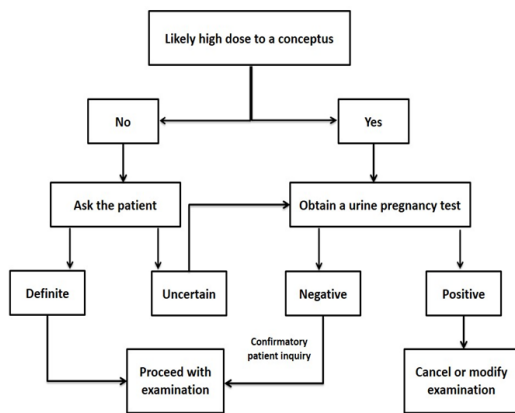 Likely high dose to a conceptus
No
Yes
Ask the patient
Obtain a urine pregnancy test
Definite
Uncertain
Negative
Positive
Confirmatory
patient inquiry
Proceed with
examination
Cancel or modify
examination